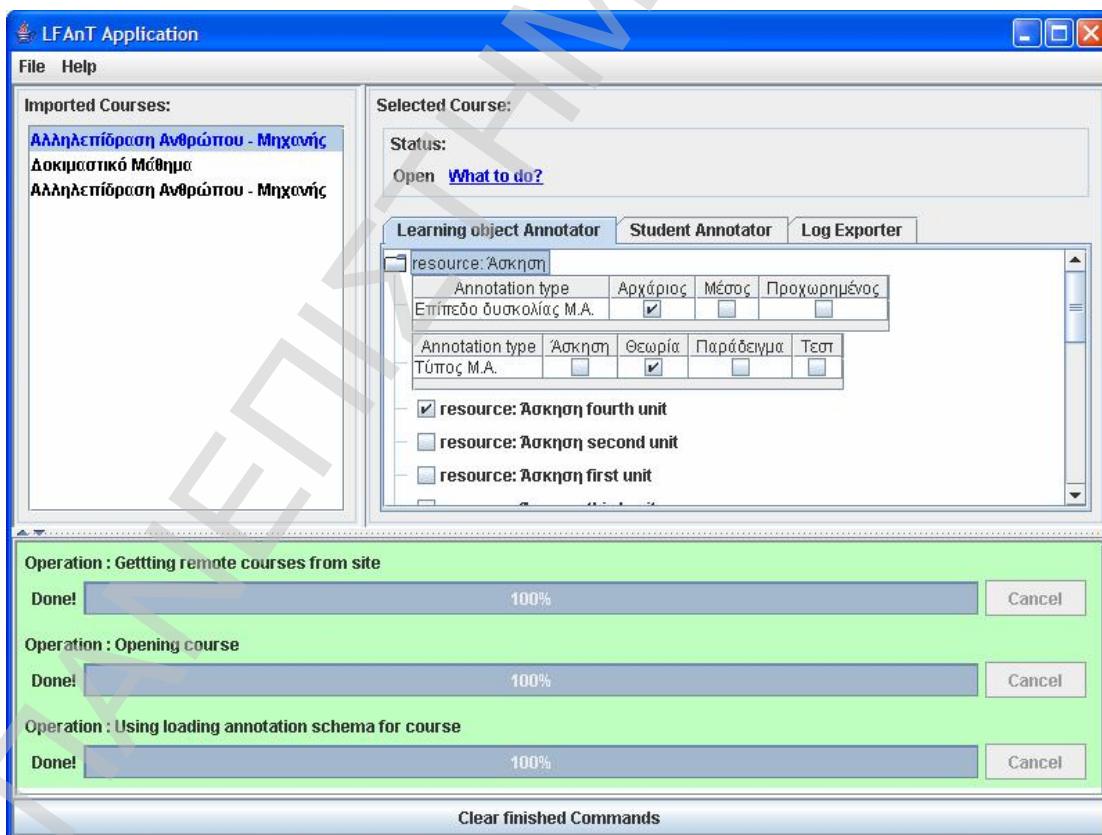 LFAnT Application
File Help
Imported Courses:
Αλληλεπίδραση Ανθρώπου - Μηχανής
Δοκιμαστικό Μάθημα
Αλληλεπίδραση Ανθρώπου - Μηχανής
Selected Course:
Status:
Open What to do?
Learning object Annotator Student Annotator Log Exporter
resource: Άσκηση
Annotation type Αρχάριος Μέσος Προχωρημένος
Επίπεδο δυσκολίας Μ.Α.
Annotation type Άσκηση Θεωρία Παράδειγμα Τεστ
Τύπος Μ.Α.
resource: Άσκηση fourth unit
resource: Άσκηση second unit
resource: Άσκηση first unit
Operation : Gettting remote courses from site
Done! 100% Cancel
Operation : Opening course
Done! 100% Cancel
Operation : Using loading annotation schema for course
Done! 100% Cancel
Clear finished Commands